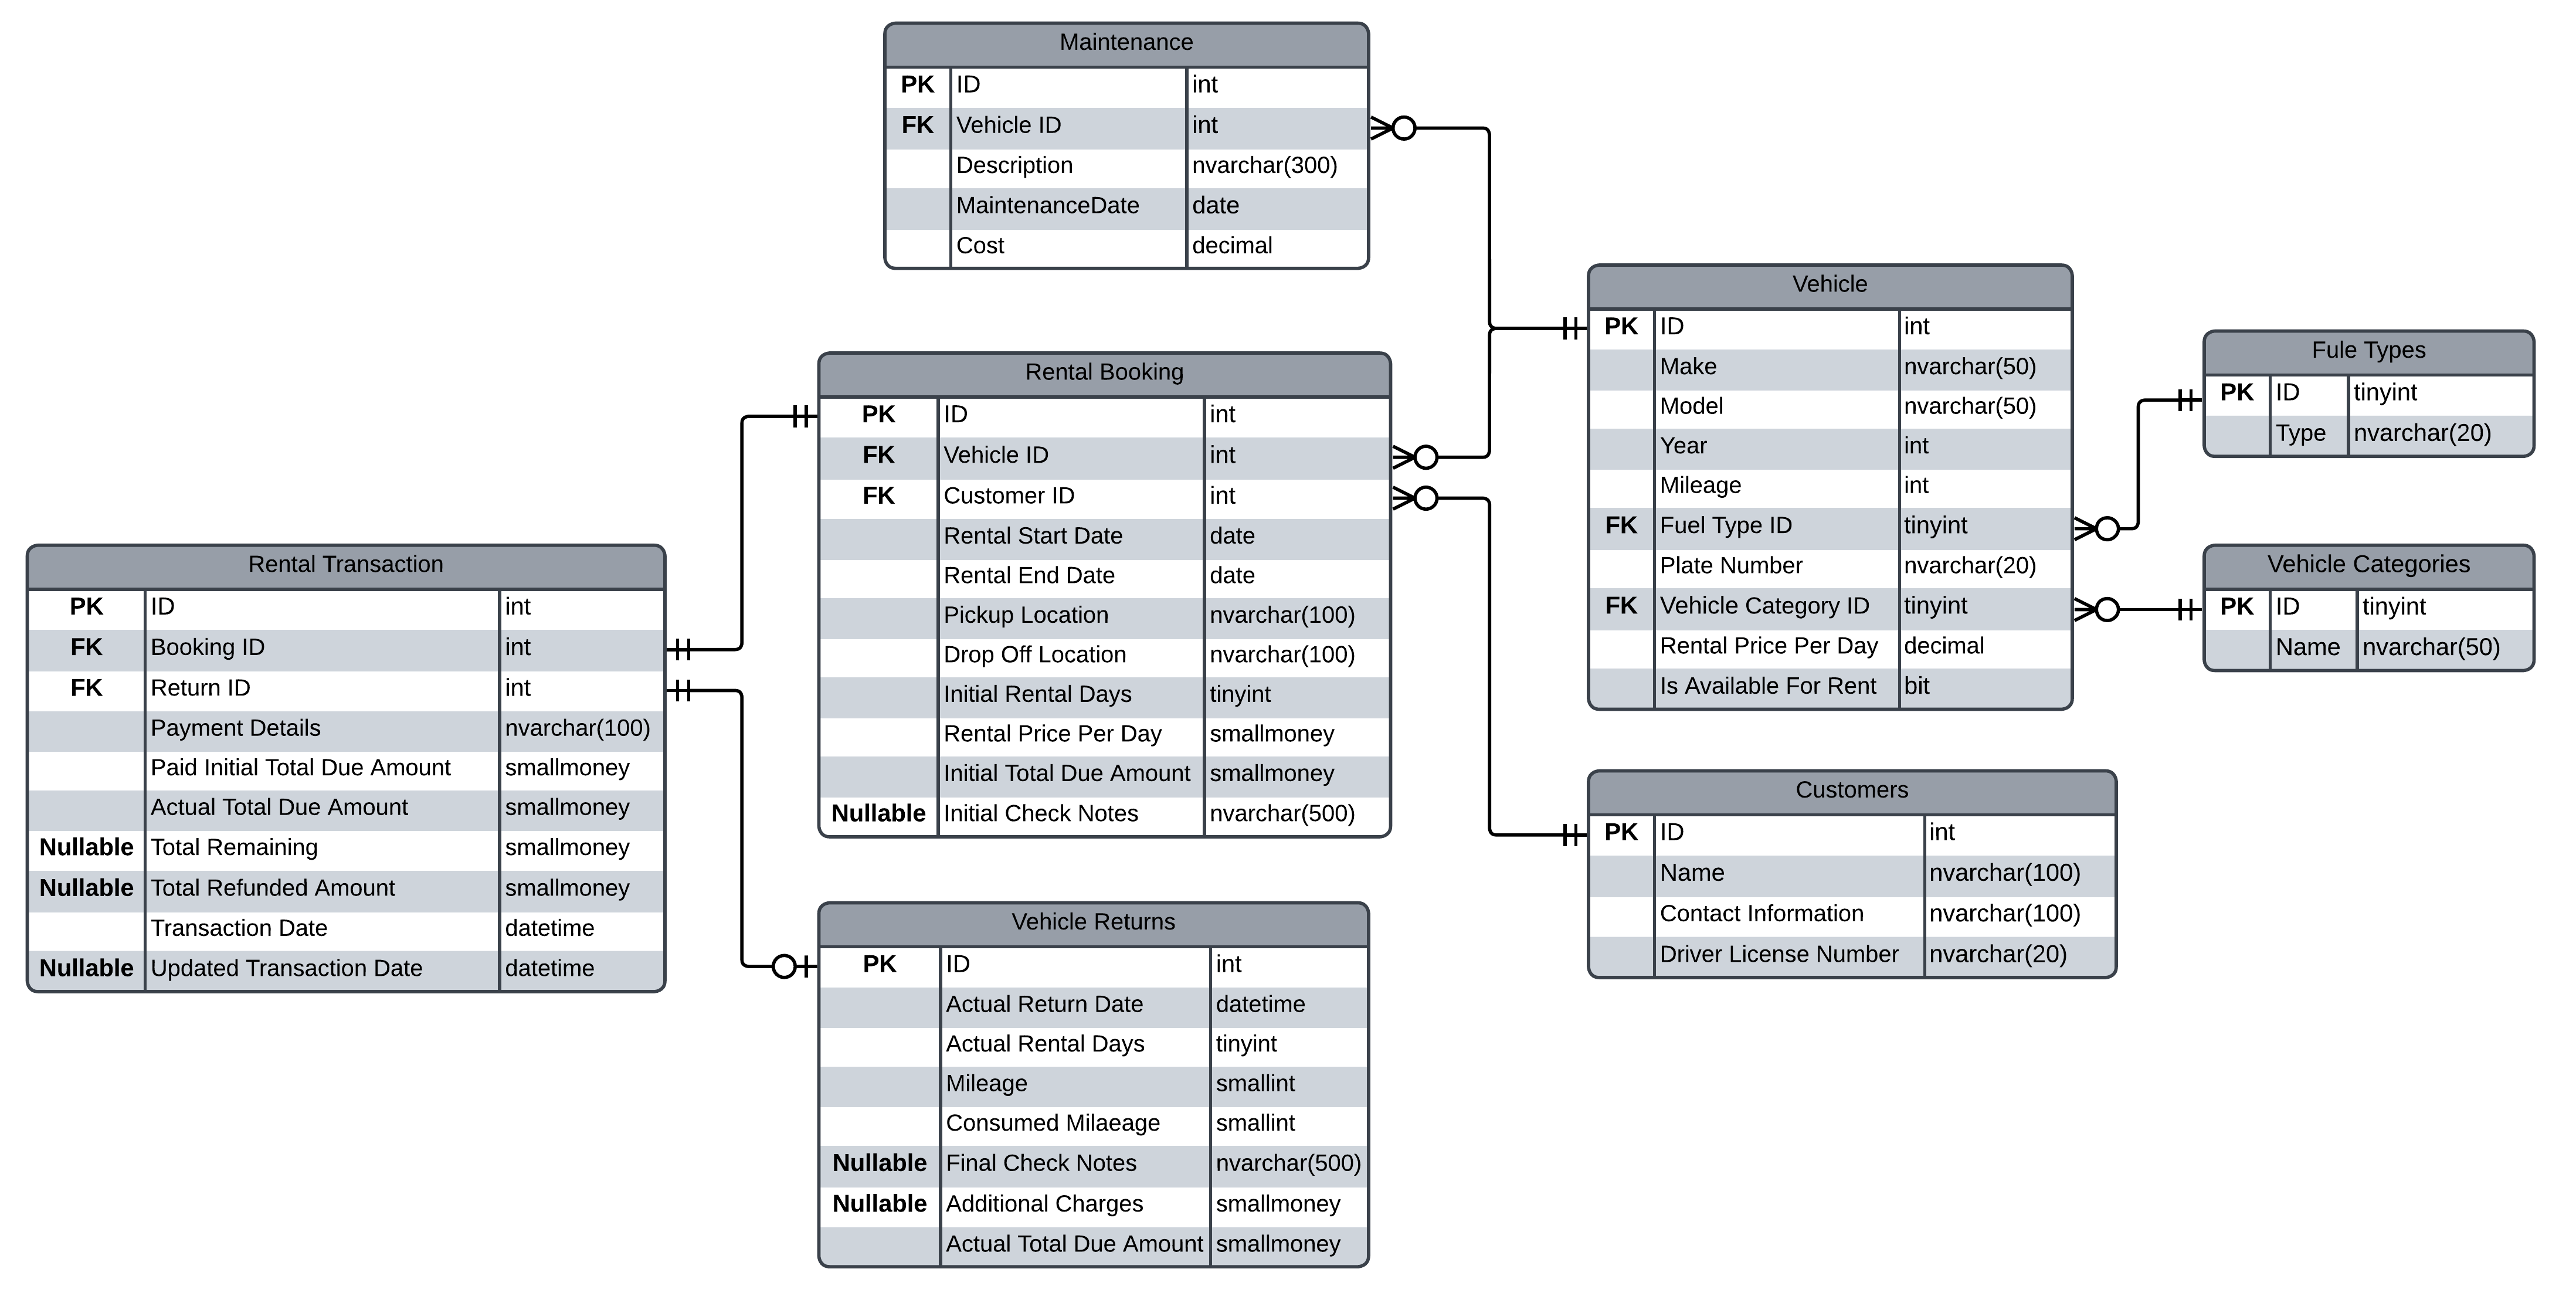 Maintenance
PK ID int
FK Vehicle ID int
Description nvarchar(300)
MaintenanceDate date
Cost decimal
Vehicle
PK ID int
Make nvarchar(50)
Model nvarchar(50)
Year int
Mileage int
FK Fuel Type ID tinyint
Plate Number nvarchar(20)
FK Vehicle Category ID tinyint
Rental Price Per Day decimal
Is Available For Rent bit
Fule Types
PK ID tinyint
Type nvarchar(20)
Rental Booking
PK ID int
FK Vehicle ID int
FK Customer ID int
Rental Start Date date
Rental End Date date
Pickup Location nvarchar(100)
Drop Off Location nvarchar(100)
Initial Rental Days tinyint
Rental Price Per Day smallmoney
Initial Total Due Amount smallmoney
Nullable Initial Check Notes nvarchar(500)
Rental Transaction
PK ID int
FK Booking ID int
FK Return ID int
Payment Details nvarchar(100)
Paid Initial Total Due Amount smallmoney
Actual Total Due Amount smallmoney
Nullable Total Remaining smallmoney
Nullable Total Refunded Amount smallmoney
Transaction Date datetime
Nullable Updated Transaction Date datetime
Vehicle Categories
PK ID tinyint
Name nvarchar(50)
Customers
PK ID int
Name nvarchar(100)
Contact Information nvarchar(100)
Driver License Number nvarchar(20)
Vehicle Returns
PK ID int
Actual Return Date datetime
Actual Rental Days tinyint
Mileage smallint
Consumed Milaeage smallint
Nullable Final Check Notes nvarchar(500)
Nullable Additional Charges smallmoney
Actual Total Due Amount smallmoney